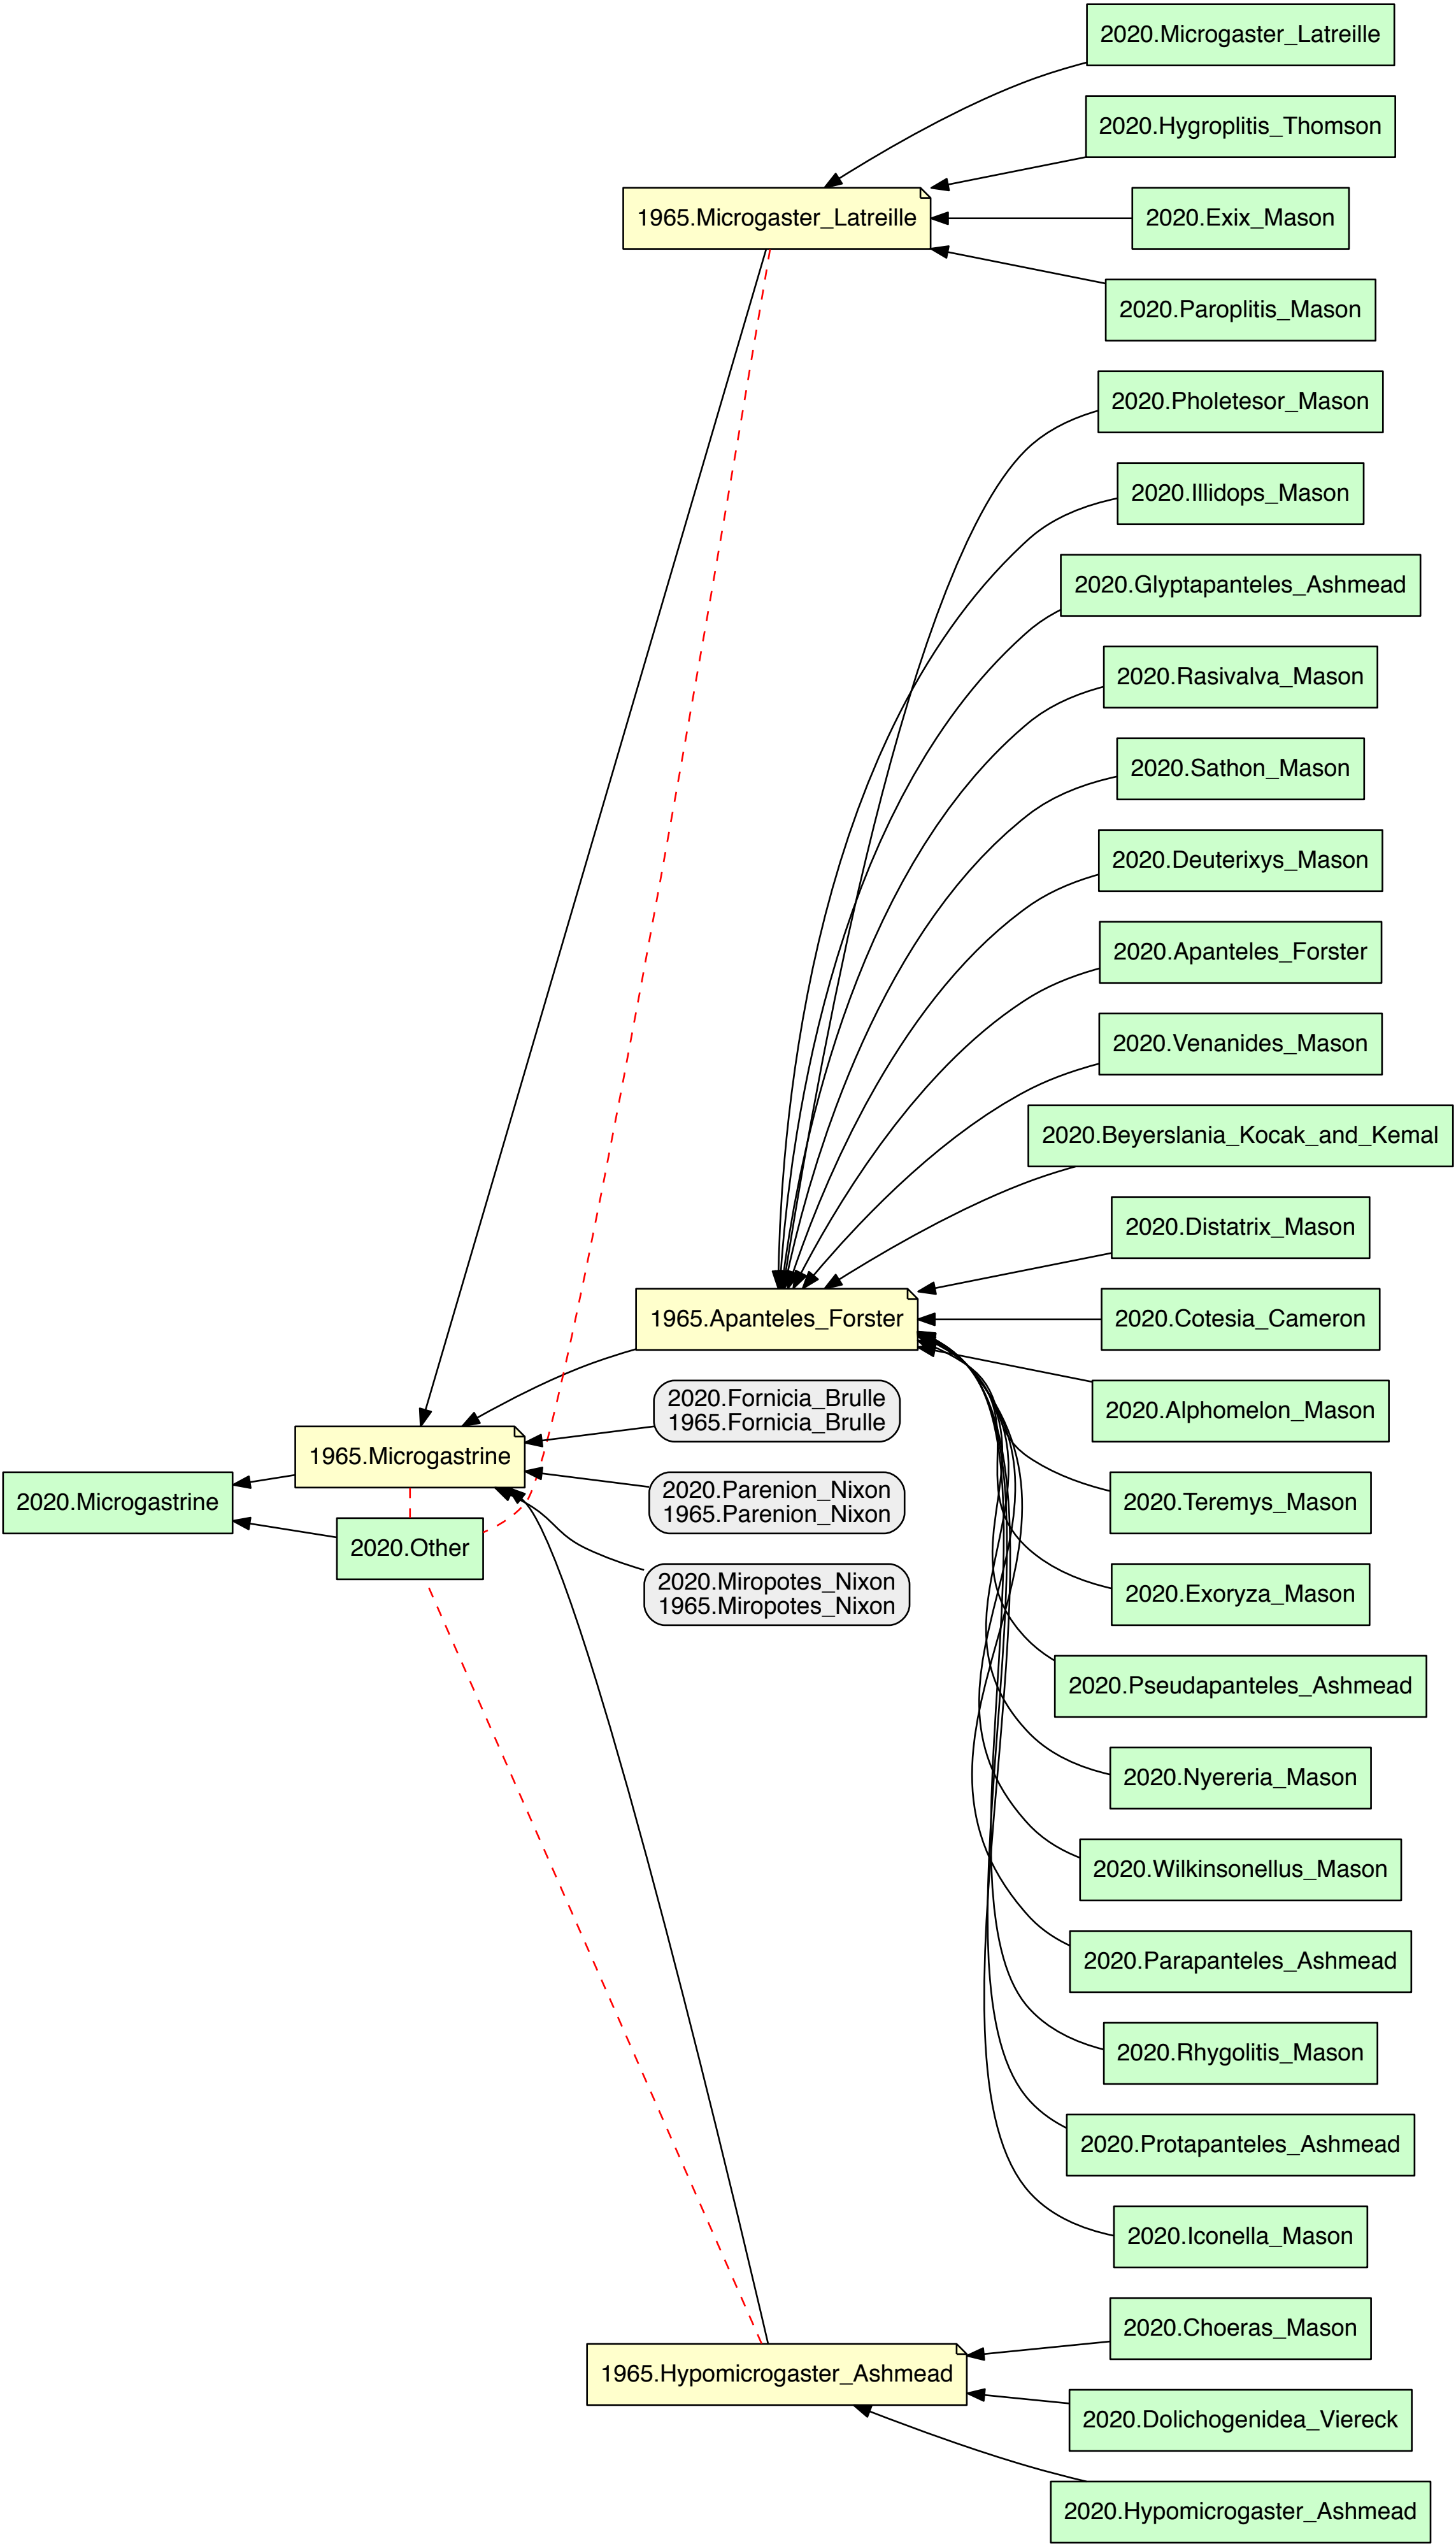 2020.Microgaster_Latreille
2020.Hygroplitis_Thomson
1965.Microgaster_Latreille
2020.Exix_Mason
2020.Paroplitis_Mason
2020.Pholetesor_Mason
2020.Illidops_Mason
2020.Glyptapanteles_Ashmead
2020.Rasivalva_Mason
2020.Sathon_Mason
2020.Deuterixys_Mason
2020.Apanteles_Forster
2020.Venanides_Mason
2020.Beyerslania_Kocak_and_Kemal
2020.Distatrix_Mason
1965.Apanteles_Forster
2020.Cotesia_Cameron
2020.Fornicia_Brulle
1965.Fornicia_Brulle
2020.Alphomelon_Mason
1965.Microgastrine
2020.Microgastrine
2020.Parenion_Nixon
1965.Parenion_Nixon
2020.Teremys_Mason
2020.Other
2020.Miropotes_Nixon
1965.Miropotes_Nixon
2020.Exoryza_Mason
2020.Pseudapanteles_Ashmead
2020.Nyereria_Mason
2020.Wilkinsonellus_Mason
2020.Parapanteles_Ashmead
2020.Rhygolitis_Mason
2020.Protapanteles_Ashmead
2020.Iconella_Mason
2020.Choeras_Mason
1965.Hypomicrogaster_Ashmead
2020.Dolichogenidea_Viereck
2020.Hypomicrogaster_Ashmead